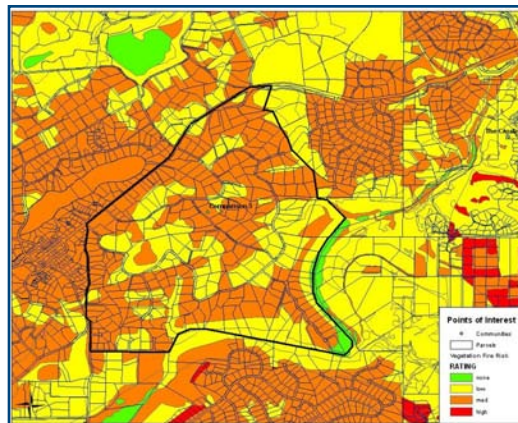 Points of Interest
Communities
Parcels
Vegetation Fire Risk
RATING
none
low
med
high